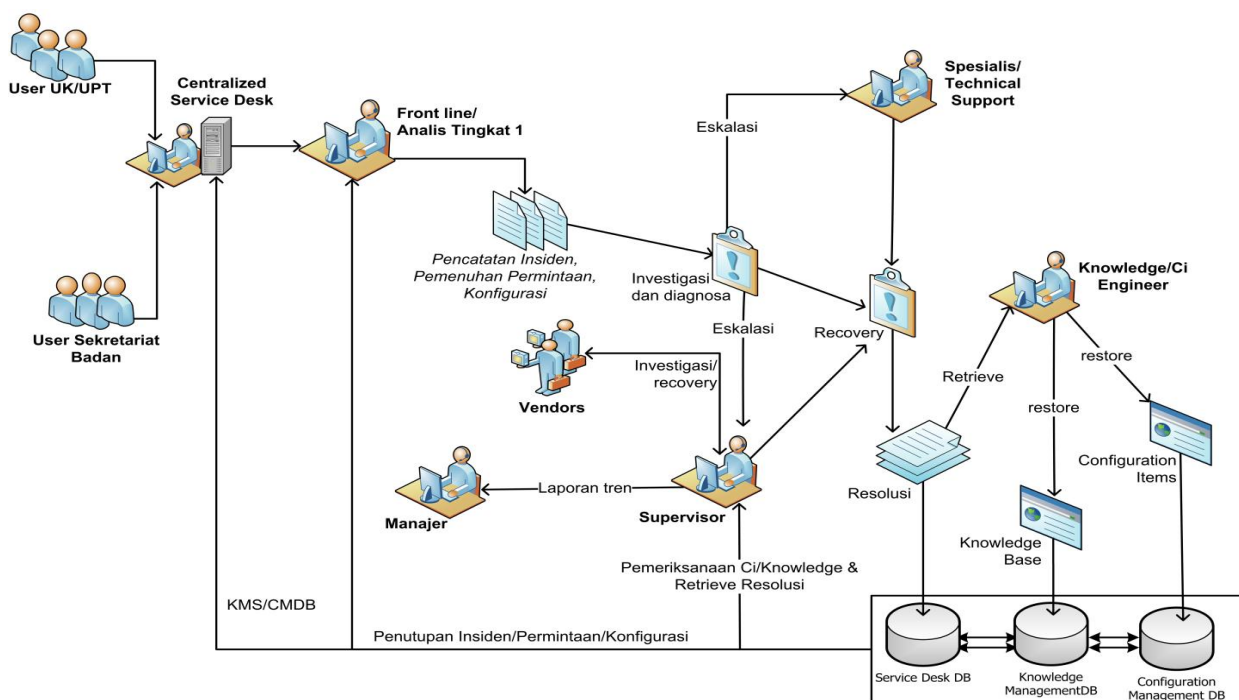 User UK/UPT
Centralized
Service Desk
Front line/
Analis Tingkat 1
Spesialis/
Technical
Support
Eskalasi
Pencatatan Insiden,
Pemenuhan Permintaan,
Konfigurasi
Investigasi
dan diagnosa
Eskalasi
Recovery
Knowledge/Ci
Engineer
User Sekretariat
Badan
Vendors
Investigasi/
recovery
Retrieve
restore
restore
Configuration
Items
Resolusi
Manajer
Laporan tren
Supervisor
Knowledge
Base
Pemeriksanaan Ci/Knowledge &
Retrieve Resolusi
KMS/CMDB
Penutupan Insiden/Permintaan/Konfigurasi
Service Desk DB
Knowledge
ManagementDB
Configuration
Management DB